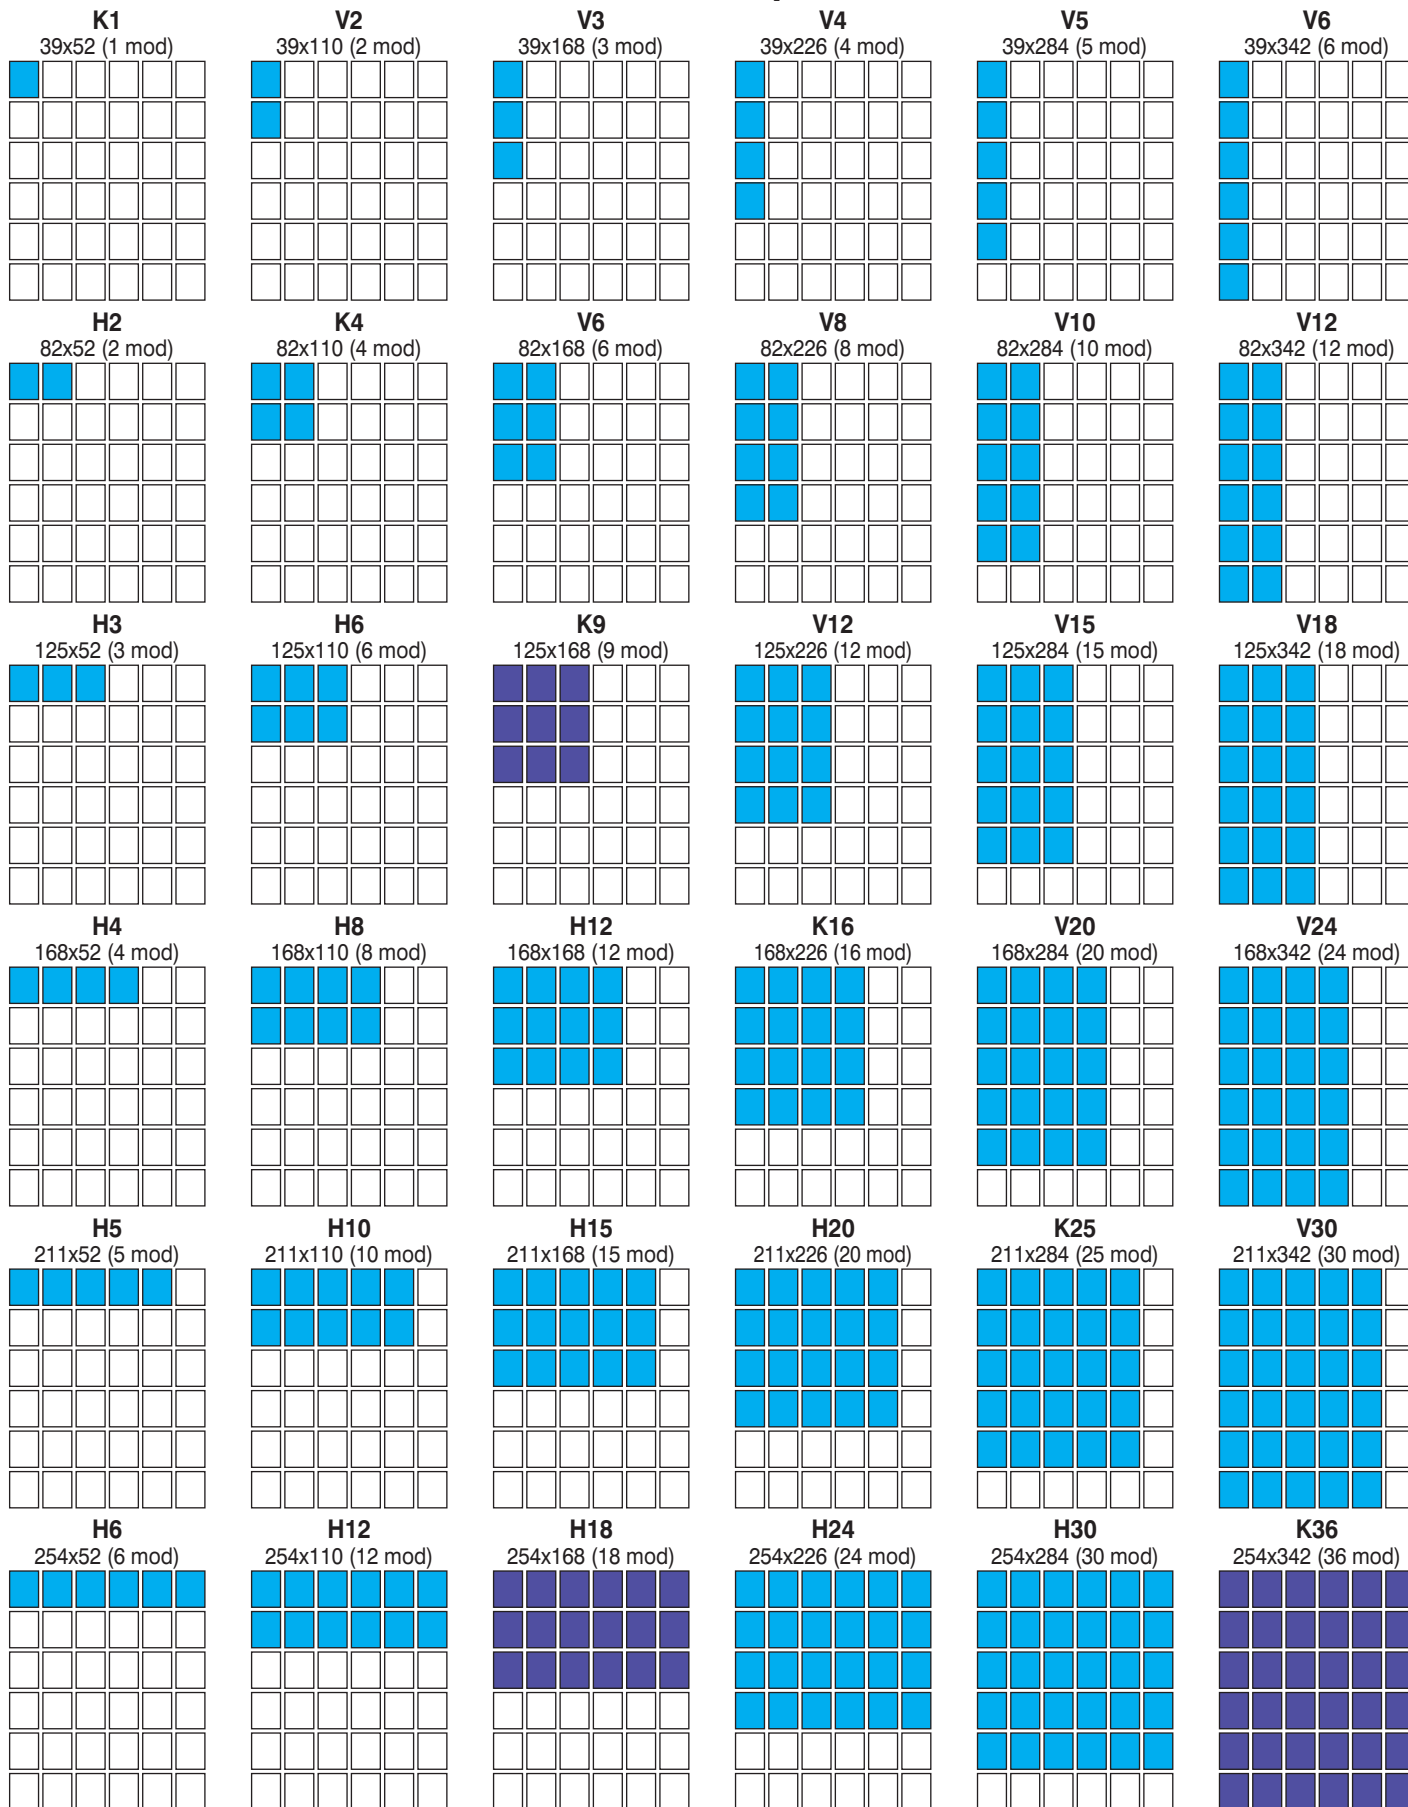 K1 V2 V3 V4 V5 V6
39x52 (1 mod) 39x110 (2 mod) 39x168 (3 mod) 39x226 (4 mod) 39x284 (5 mod) 39x342 (6 mod)
H2 K4 V6 V8 V10 V12
82x52 (2 mod) 82x110 (4 mod) 82x168 (6 mod) 82x226 (8 mod) 82x284 (10 mod) 82x342 (12 mod)
H3 H6 K9 V12 V15 V18
125x52 (3 mod) 125x110 (6 mod) 125x168 (9 mod) 125x226 (12 mod) 125x284 (15 mod) 125x342 (18 mod)
H4 H8 H12 K16 V20 V24
168x52 (4 mod) 168x110 (8 mod) 168x168 (12 mod) 168x226 (16 mod) 168x284 (20 mod) 168x342 (24 mod)
H5 H10 H15 H20 K25 V30
211x52 (5 mod) 211x110 (10 mod) 211x168 (15 mod) 211x226 (20 mod) 211x284 (25 mod) 211x342 (30 mod)
H6 H12 H18 H24 H30 K36
254x52 (6 mod) 254x110 (12 mod) 254x168 (18 mod) 254x226 (24 mod) 254x284 (30 mod) 254x342 (36 mod)